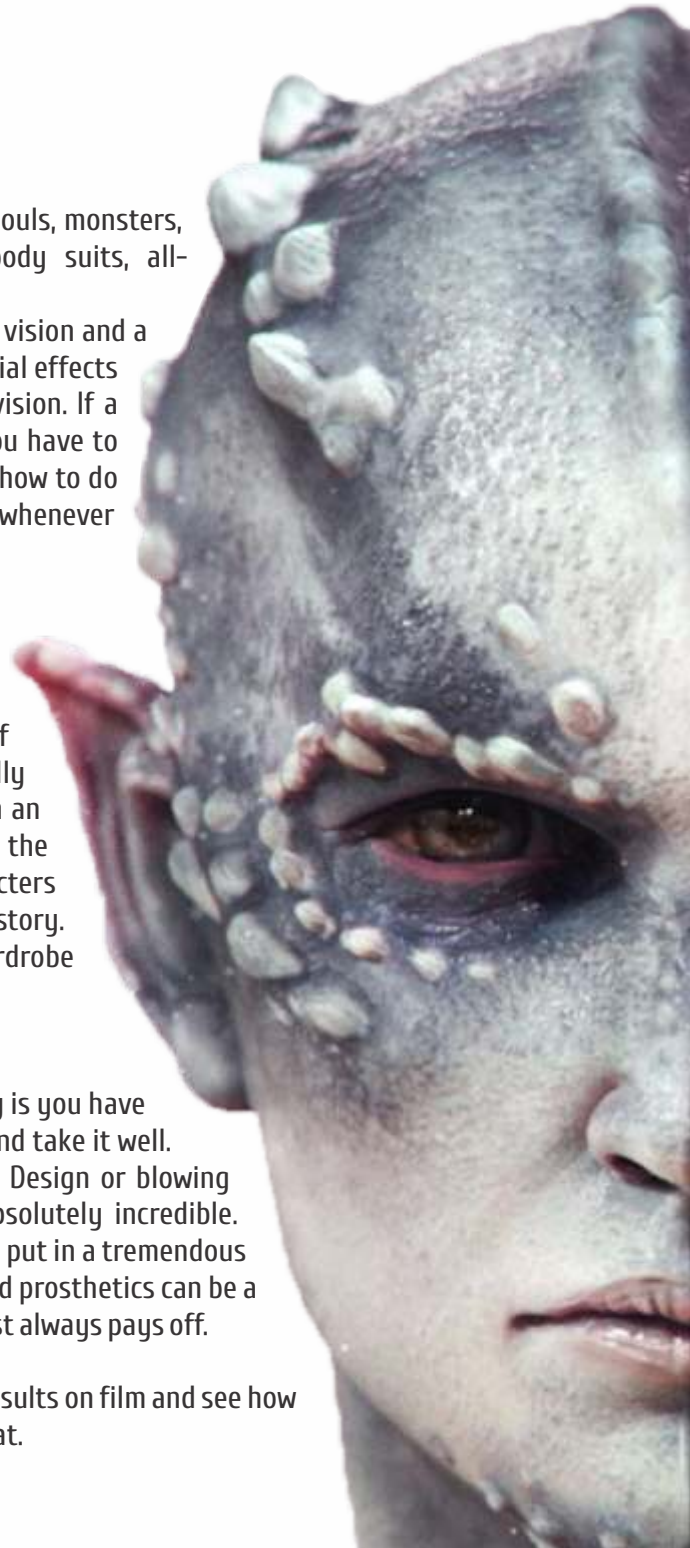 ouls, monsters,
ody suits, all-
vision and a
ial effects
vision. If a
ou have to
how to do
whenever
f
lly
an
the
cters
story.
rdrobe
is you have
nd take it well.
Design or blowing
bsolutely incredible.
put in a tremendous
d prosthetics can be a
st always pays off.
sults on film and see how
at.